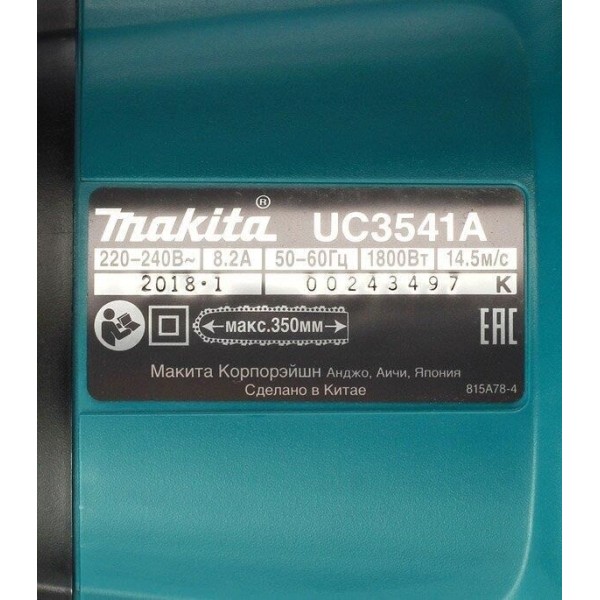 makita® UC3541A
220–240В~ 8.2А 50–60Гц 1800Вт 14.5м/с
2018·1 00243497 K
макс.350мм EAC
Макита Корпорэйшн Анджо, Аичи, Япония
Сделано в Китае 815A78-4